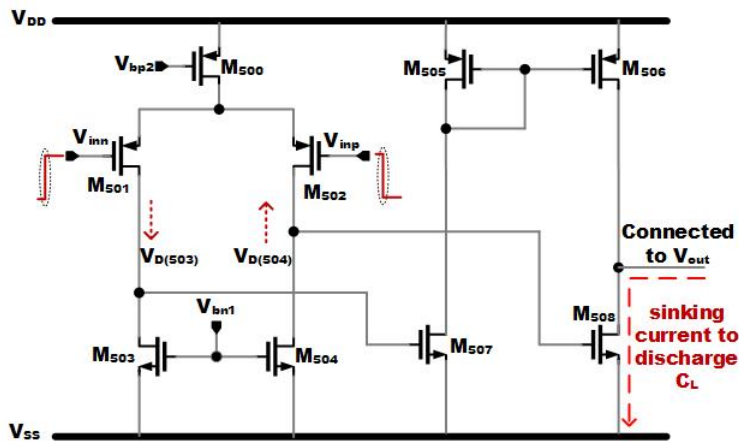 VDD
Vbp2
M500
M505
M506
Vinn
Vinp
M501
M502
VD(503)
VD(504)
Connected
to Vout
Vbn1
M503
M504
M507
M508
sinking
current to
discharge
CL
VSS